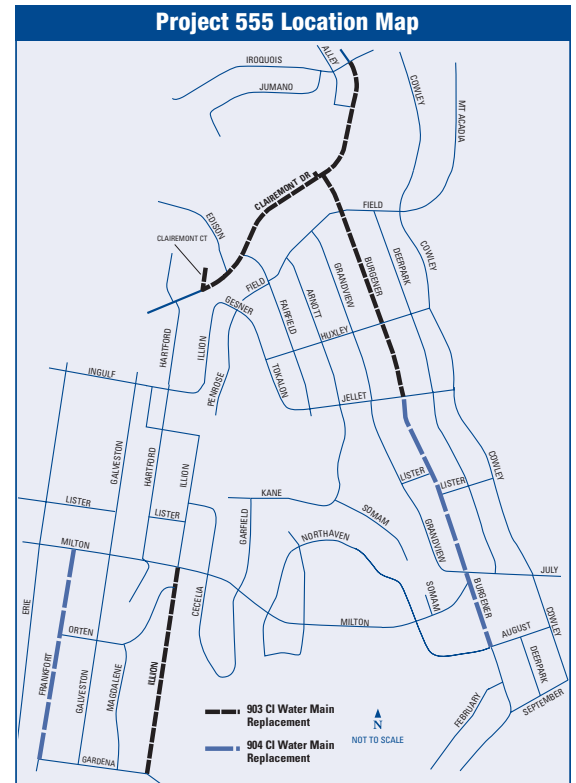 Project 555 Location Map
ALLEY
IROQUOIS
JUMANO
COWLEY
MT ACADIA
CLAIREMONT DR
EDISON
CLAIREMONT CT
FIELD
DEERPARK
COWLEY
BURGENER
GRANDVIEW
ARNOTT
FAIRFIELD
FIELD
GESNER
HUXLEY
HARTFORD
ILLION
PENROSE
TOKALON
INGULF
JELLET
GALVESTON
HARTFORD
ILLION
LISTER
LISTER
COWLEY
KANE
LISTER
LISTER
GARFIELD
SOMAM
GRANDVIEW
NORTHAVEN
MILTON
JULY
ERIE
CECELIA
SOMAM
BURGENER
MILTON
AUGUST
COWLEY
ORTEN
FRANKFORT
GALVESTON
MAGDALENE
ILLION
DEERPARK
FEBRUARY
SEPTEMBER
903 CI Water Main
Replacement
N
NOT TO SCALE
904 CI Water Main
Replacement
GARDENA